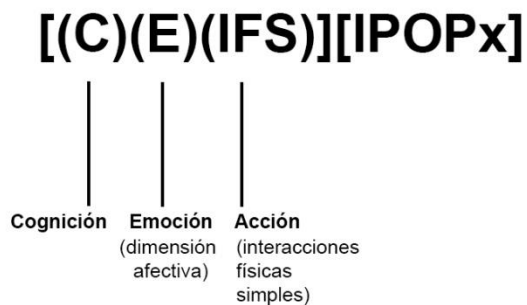 [(C)(E)(IFS)][IPOPx]
Cognición
Emoción
(dimensión
afectiva)
Acción
(interacciones
físicas
simples)